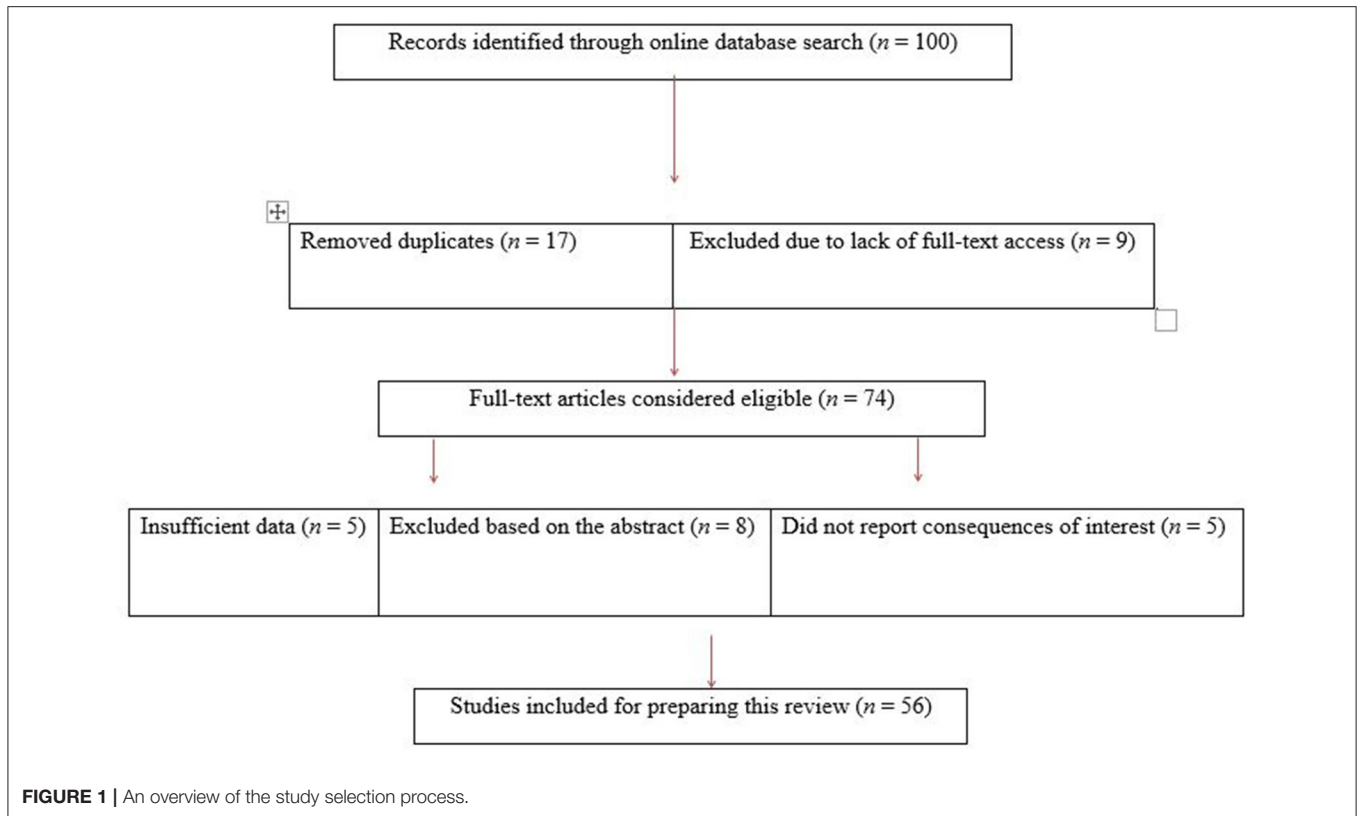 Records identified through online database search (n = 100)
Removed duplicates (n = 17)
Excluded due to lack of full-text access (n = 9)
Full-text articles considered eligible (n = 74)
Insufficient data (n = 5)
Excluded based on the abstract (n = 8)
Did not report consequences of interest (n = 5)
Studies included for preparing this review (n = 56)
FIGURE 1 | An overview of the study selection process.